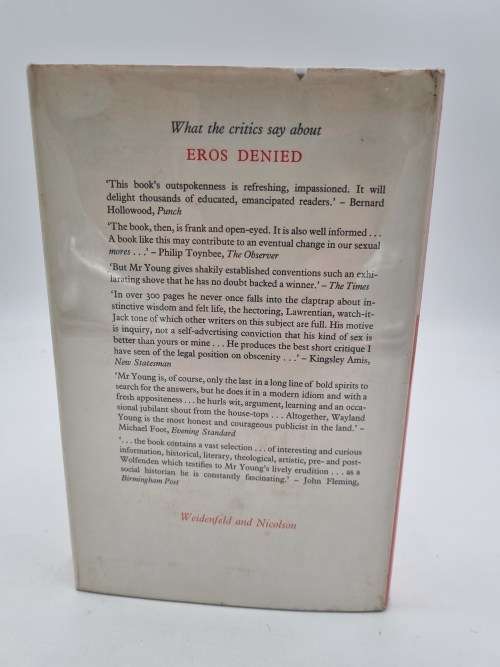 What the critics say about
EROS DENIED
'This book's outspokenness is refreshing, impassioned. It will
delight thousands of educated, emancipated readers.' – Bernard
Hollowood, Punch
'The book, then, is frank and open-eyed. It is also well informed . . .
A book like this may contribute to an eventual change in our sexual
mores . . .' – Philip Toynbee, The Observer
'But Mr Young gives shakily established conventions such an exhi-
larating shove that he has no doubt backed a winner.' – The Times
'In over 300 pages he never once falls into the claptrap about in-
stinctive wisdom and felt life, the hectoring, Lawrentian, watch-it-
Jack tone of which other writers on this subject are full. His motive
is inquiry, not a self-advertising conviction that his kind of sex is
better than yours or mine . . . He produces the best short critique I
have seen of the legal position on obscenity . . .' – Kingsley Amis,
New Statesman
'Mr Young is, of course, only the last in a long line of bold spirits to
search for the answers, but he does it in a modern idiom and with a
fresh appositeness . . . he hurls wit, argument, learning and an occa-
sional jubilant shout from the house-tops . . . Altogether, Wayland
Young is the most honest and courageous publicist in the land.' –
Michael Foot, Evening Standard
'. . . the book contains a vast selection . . . of interesting and curious
information, historical, literary, theological, artistic, pre- and post-
Wolfenden which testifies to Mr Young's lively erudition . . . as a
social historian he is constantly fascinating.' – John Fleming,
Birmingham Post
Weidenfeld and Nicolson